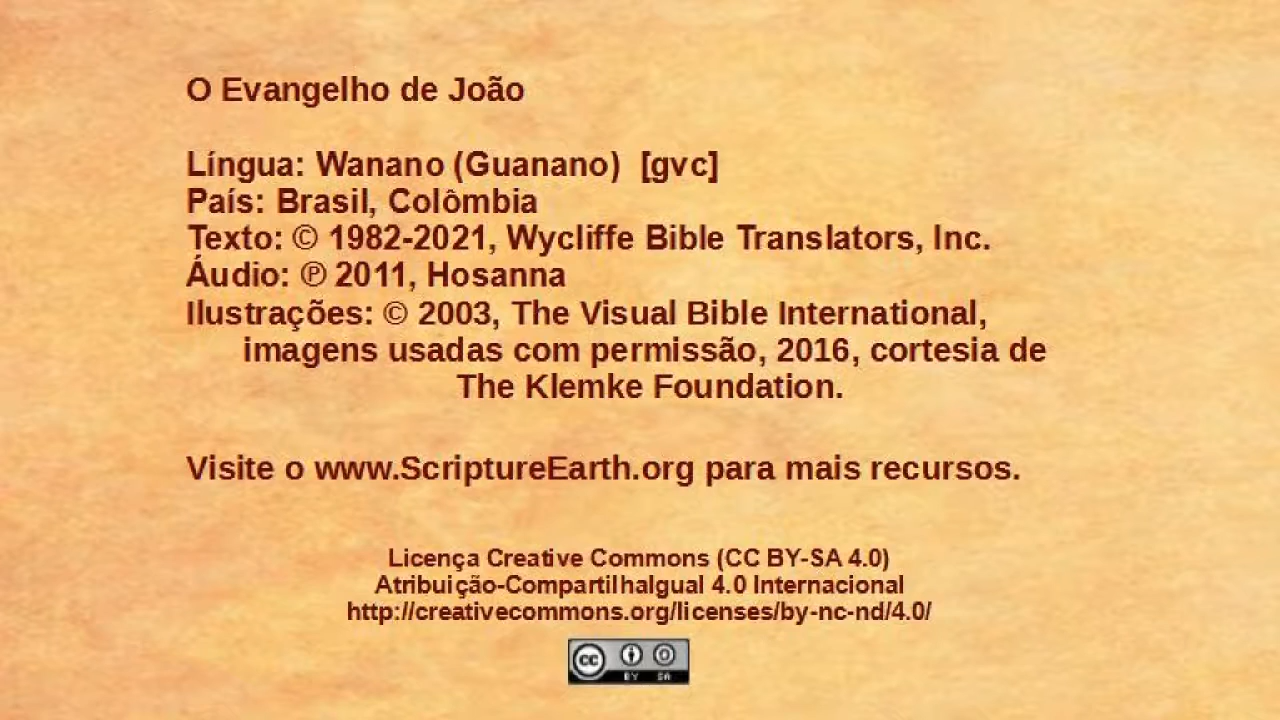 O Evangelho de João
Língua: Wanano (Guanano) [gvc]
País: Brasil, Colômbia
Texto: © 1982-2021, Wycliffe Bible Translators, Inc.
Áudio: ℗ 2011, Hosanna
Ilustrações: © 2003, The Visual Bible International,
imagens usadas com permissão, 2016, cortesia de
The Klemke Foundation.
Visite o www.ScriptureEarth.org para mais recursos.
Licença Creative Commons (CC BY-SA 4.0)
Atribuição-CompartilhaIgual 4.0 Internacional
http://creativecommons.org/licenses/by-nc-nd/4.0/
cc
BY SA